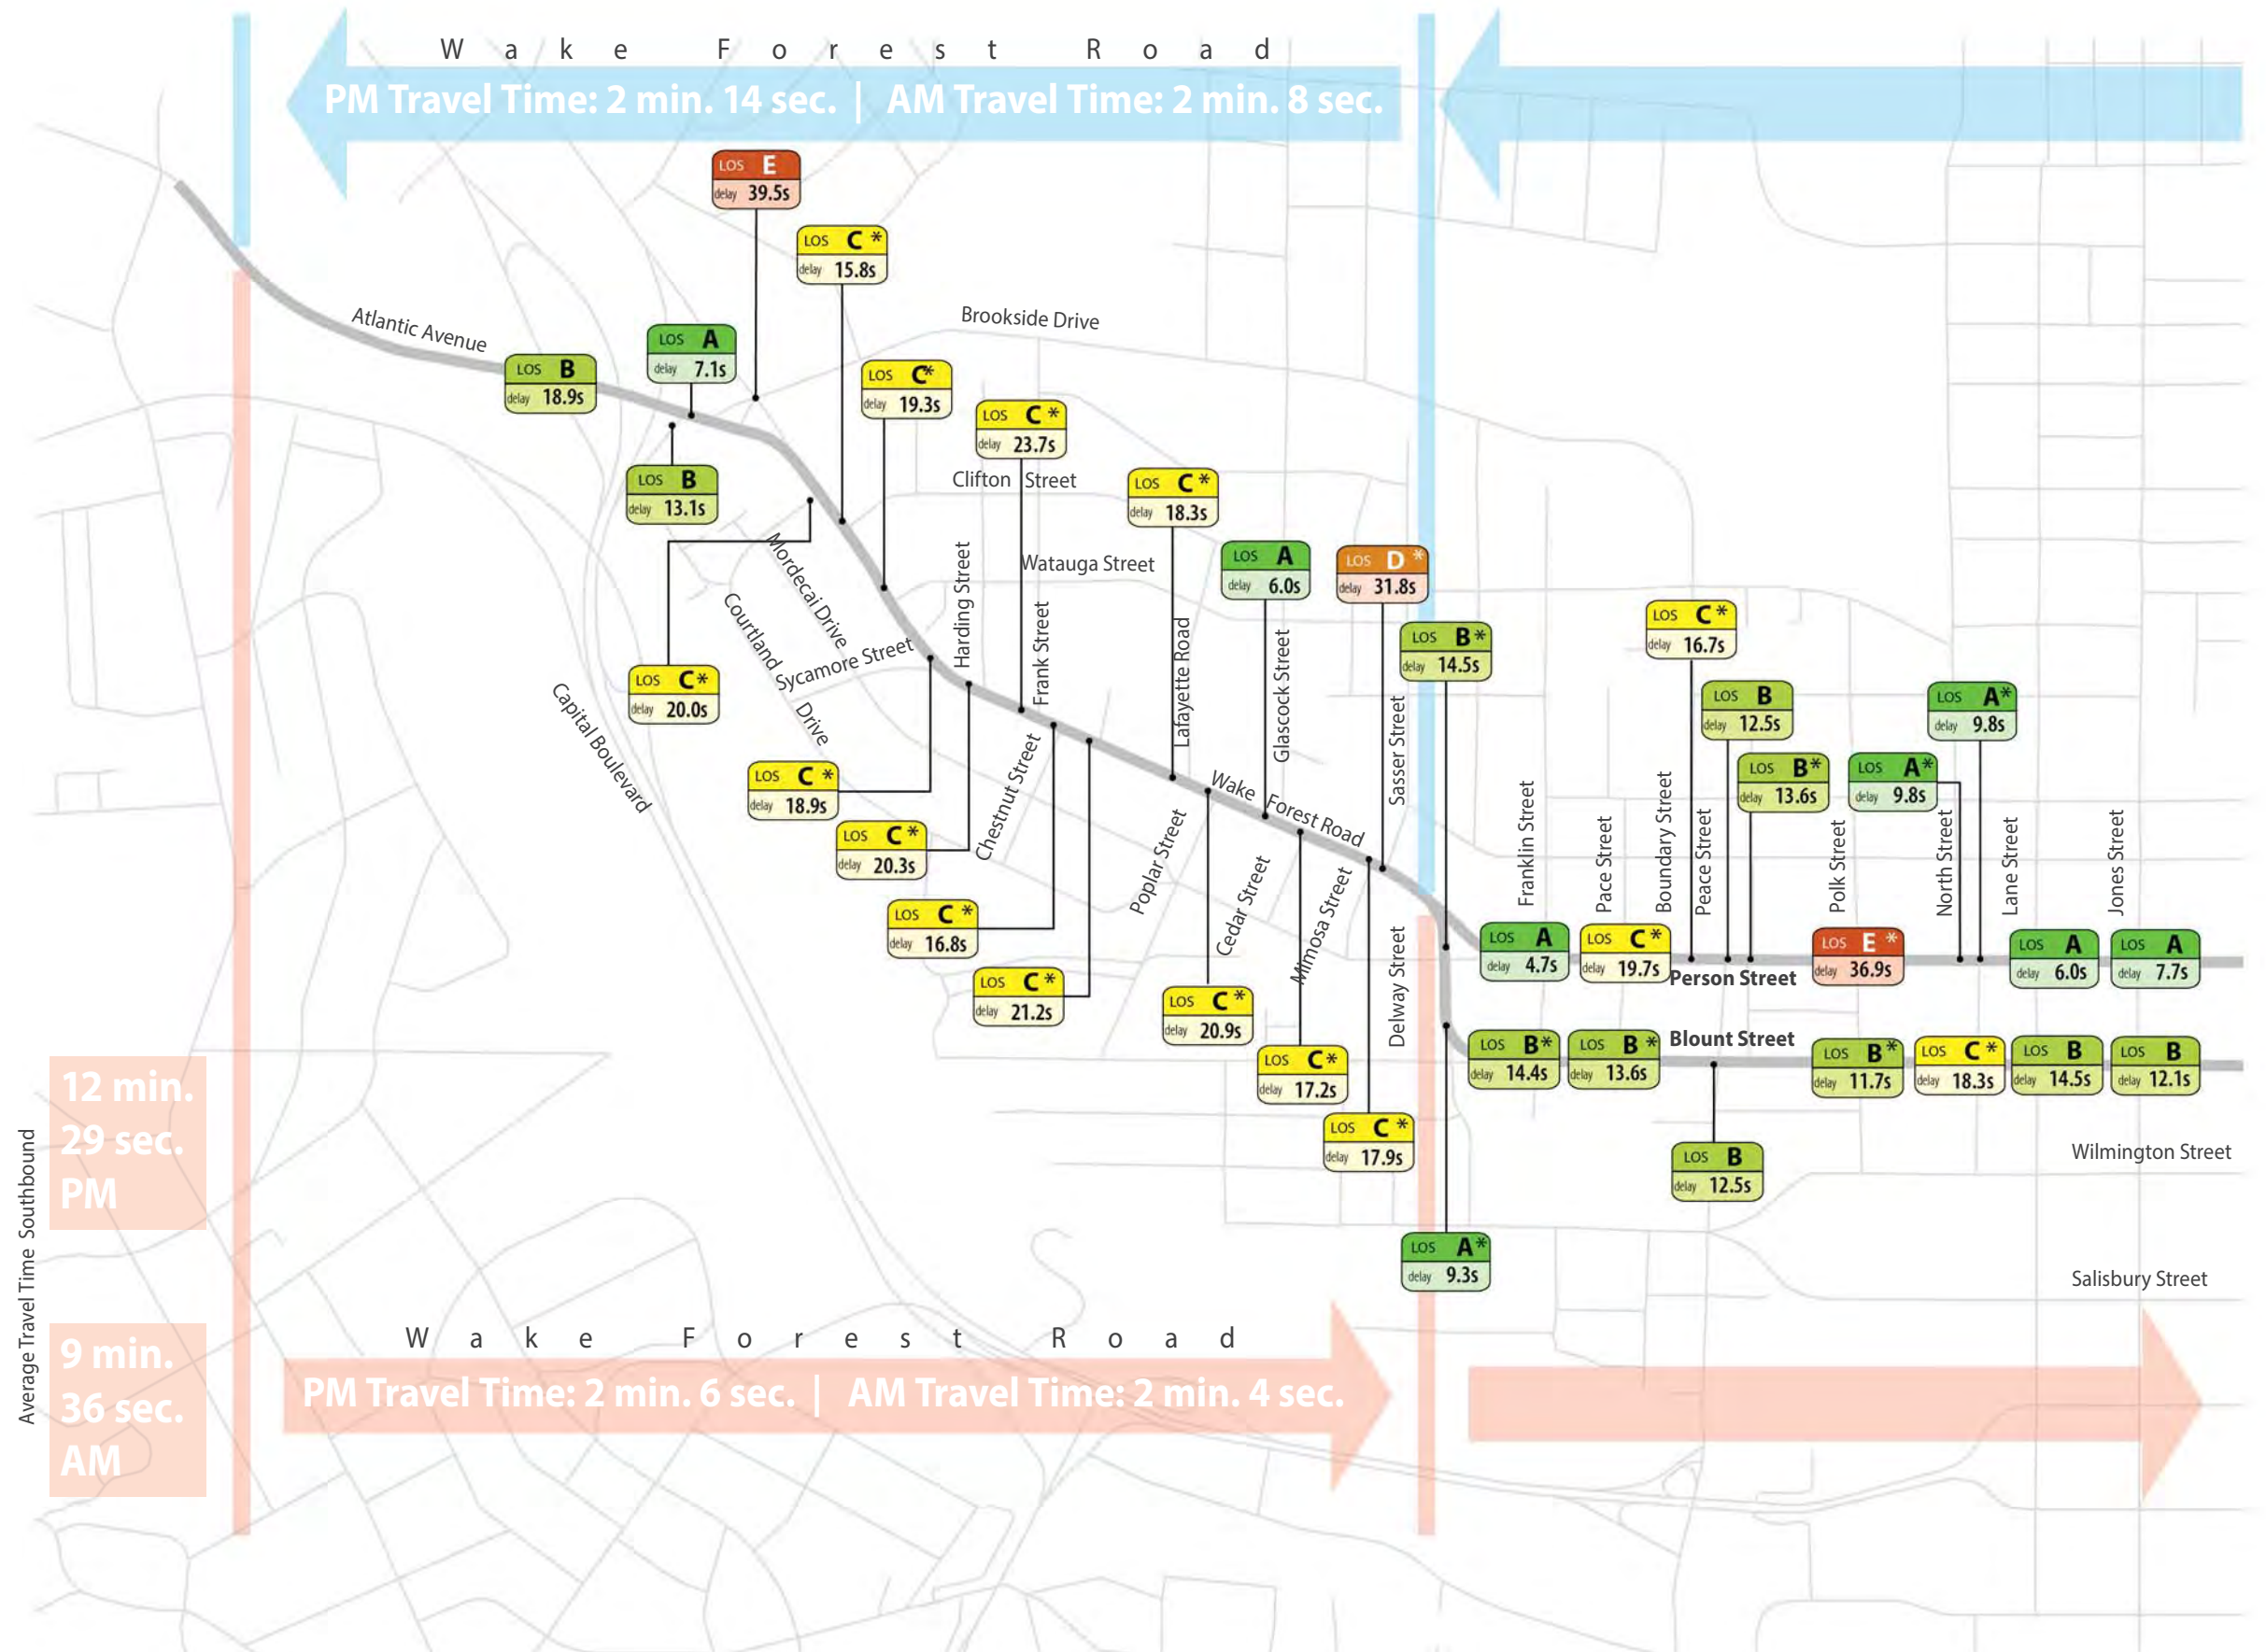 W a k e F o r e s t R o a d
PM Travel Time: 2 min. 14 sec. | AM Travel Time: 2 min. 8 sec.
LOS E
delay 39.5s
LOS C *
delay 15.8s
Brookside Drive
Atlantic Avenue
LOS A
delay 7.1s
LOS B
delay 18.9s
LOS C*
delay 19.3s
LOS C *
delay 23.7s
LOS B
delay 13.1s
Clifton Street
LOS C *
delay 18.3s
Watauga Street
LOS A
delay 6.0s
LOS D *
delay 31.8s
LOS B *
delay 14.5s
Mordecai Drive
Courtland Drive
Sycamore Street
Harding Street
Frank Street
Lafayette Road
Glascock Street
Sasser Street
LOS C *
delay 16.7s
LOS B
delay 12.5s
LOS A*
delay 9.8s
LOS B*
delay 13.6s
LOS A*
delay 9.8s
Capital Boulevard
LOS C*
delay 20.0s
LOS C *
delay 18.9s
LOS C *
delay 20.3s
Chestnut Street
Wake Forest Road
Poplar Street
Cedar Street
Mimosa Street
Delway Street
Franklin Street
Pace Street
Boundary Street
Peace Street
Polk Street
North Street
Lane Street
Jones Street
LOS C *
delay 16.8s
LOS C *
delay 21.2s
LOS C *
delay 20.9s
LOS C*
delay 17.2s
LOS C *
delay 17.9s
LOS A
delay 4.7s
LOS C *
delay 19.7s
Person Street
LOS E *
delay 36.9s
LOS A
delay 6.0s
LOS A
delay 7.7s
Blount Street
LOS B*
delay 14.4s
LOS B *
delay 13.6s
LOS B*
delay 11.7s
LOS C *
delay 18.3s
LOS B
delay 14.5s
LOS B
delay 12.1s
LOS B
delay 12.5s
Wilmington Street
LOS A*
delay 9.3s
Salisbury Street
Average Travel Time Southbound
12 min.
29 sec.
PM
9 min.
36 sec.
AM
W a k e F o r e s t R o a d
PM Travel Time: 2 min. 6 sec. | AM Travel Time: 2 min. 4 sec.